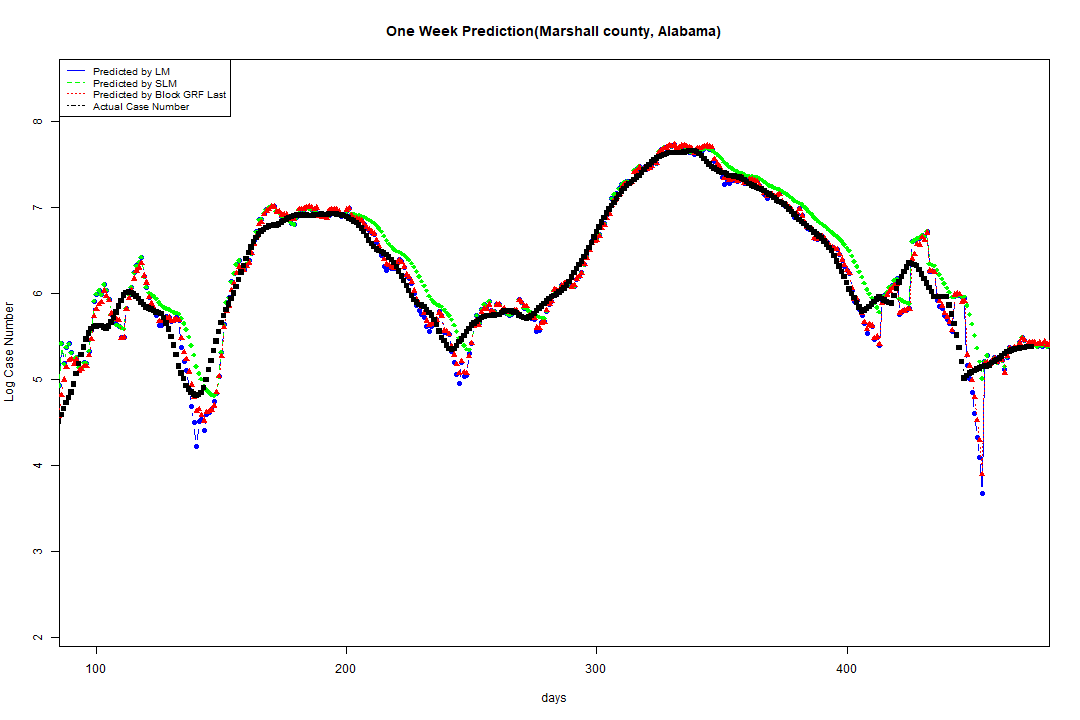 One Week Prediction(Marshall county, Alabama)
Predicted by LM
Predicted by SLM
Predicted by Block GRF Last
Actual Case Number
8
7
6
5
4
3
2
Log Case Number
100 200 300 400
days